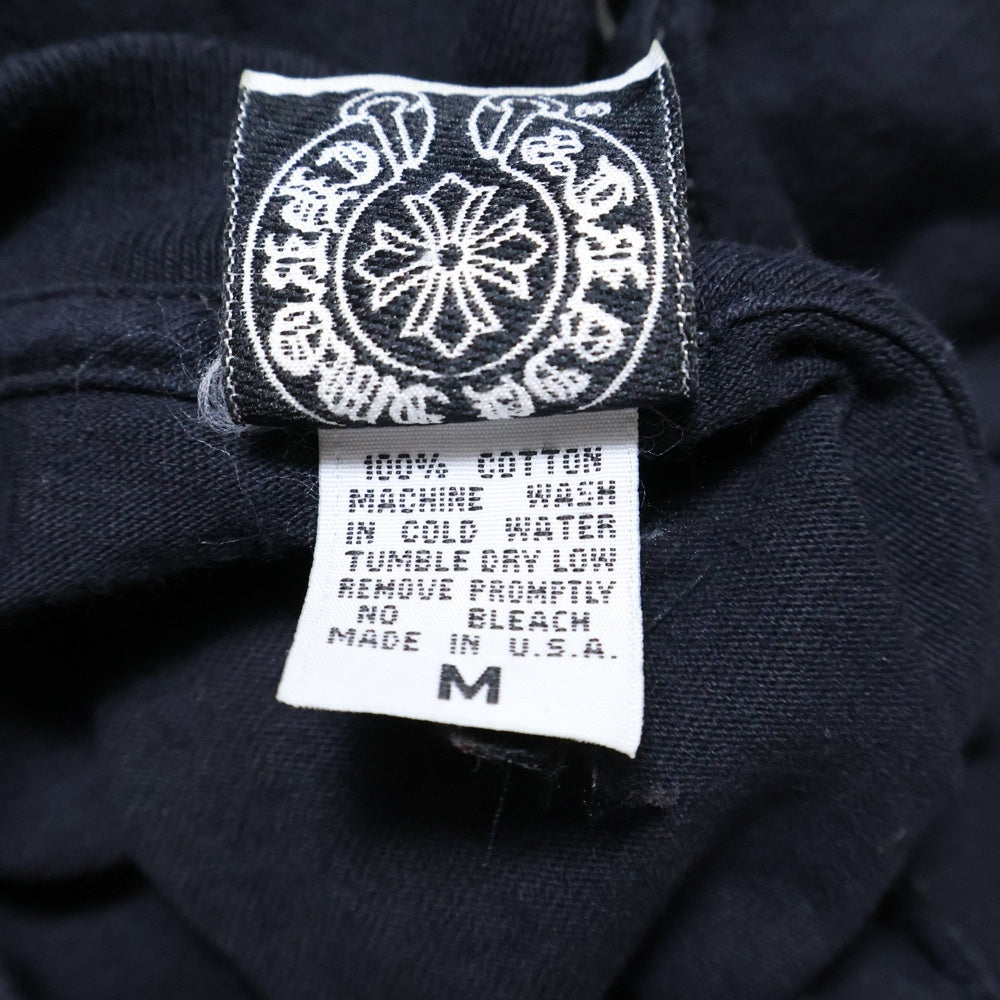 100% COTTON
MACHINE WASH
IN COLD WATER
TUMBLE DRY LOW
REMOVE PROMPTLY
NO BLEACH
MADE IN U.S.A.
M